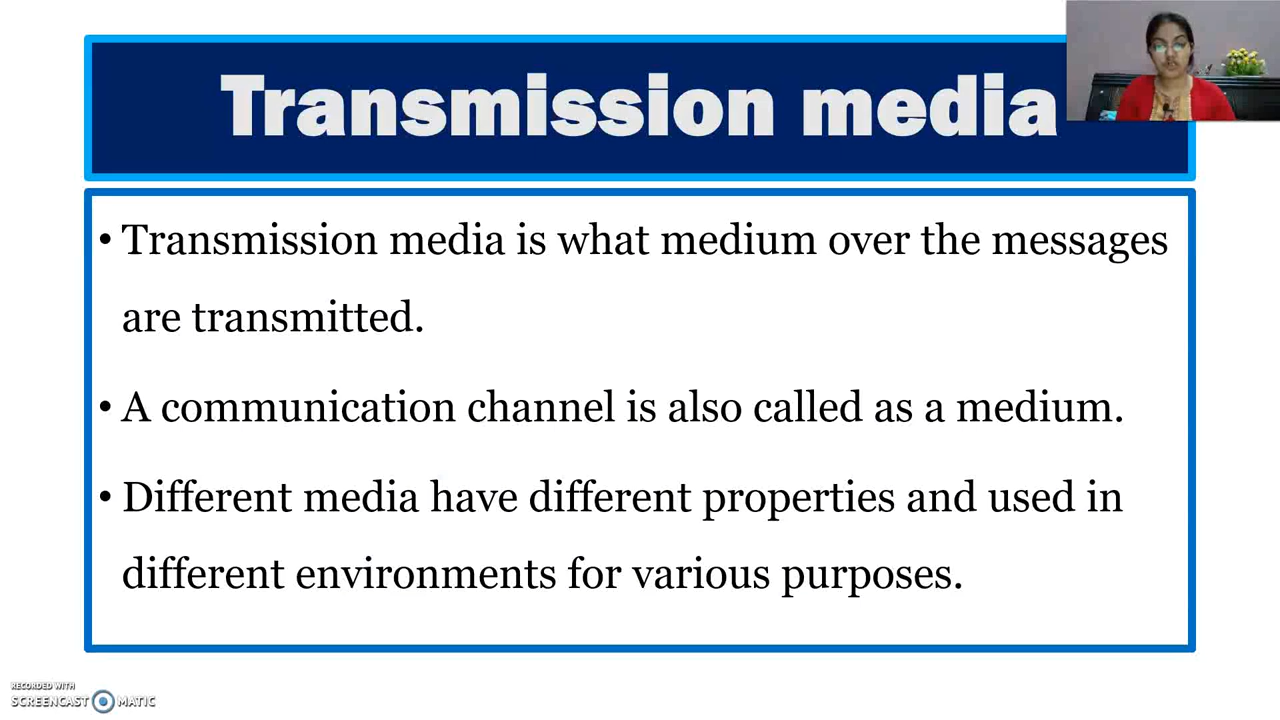 Transmission media
• Transmission media is what medium over the messages
are transmitted.
• A communication channel is also called as a medium.
• Different media have different properties and used in
different environments for various purposes.
RECORDED WITH
SCREENCAST MATIC